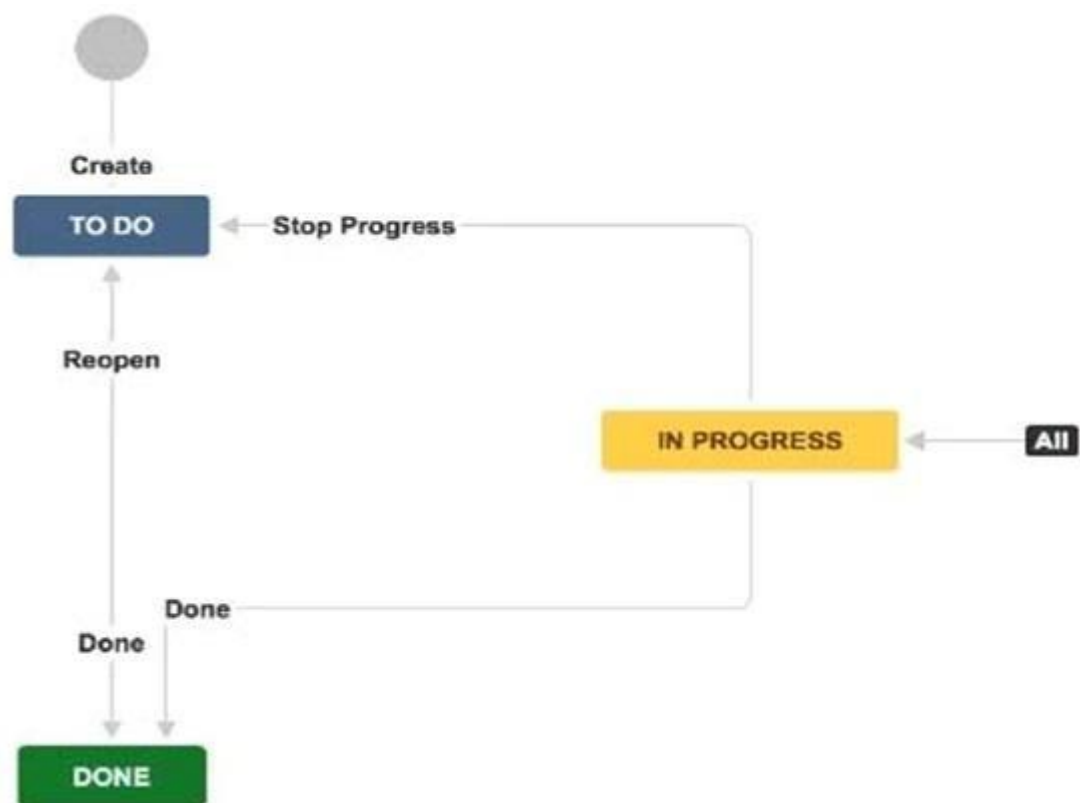 Create
TO DO
Stop Progress
Reopen
IN PROGRESS
All
Done
Done
DONE